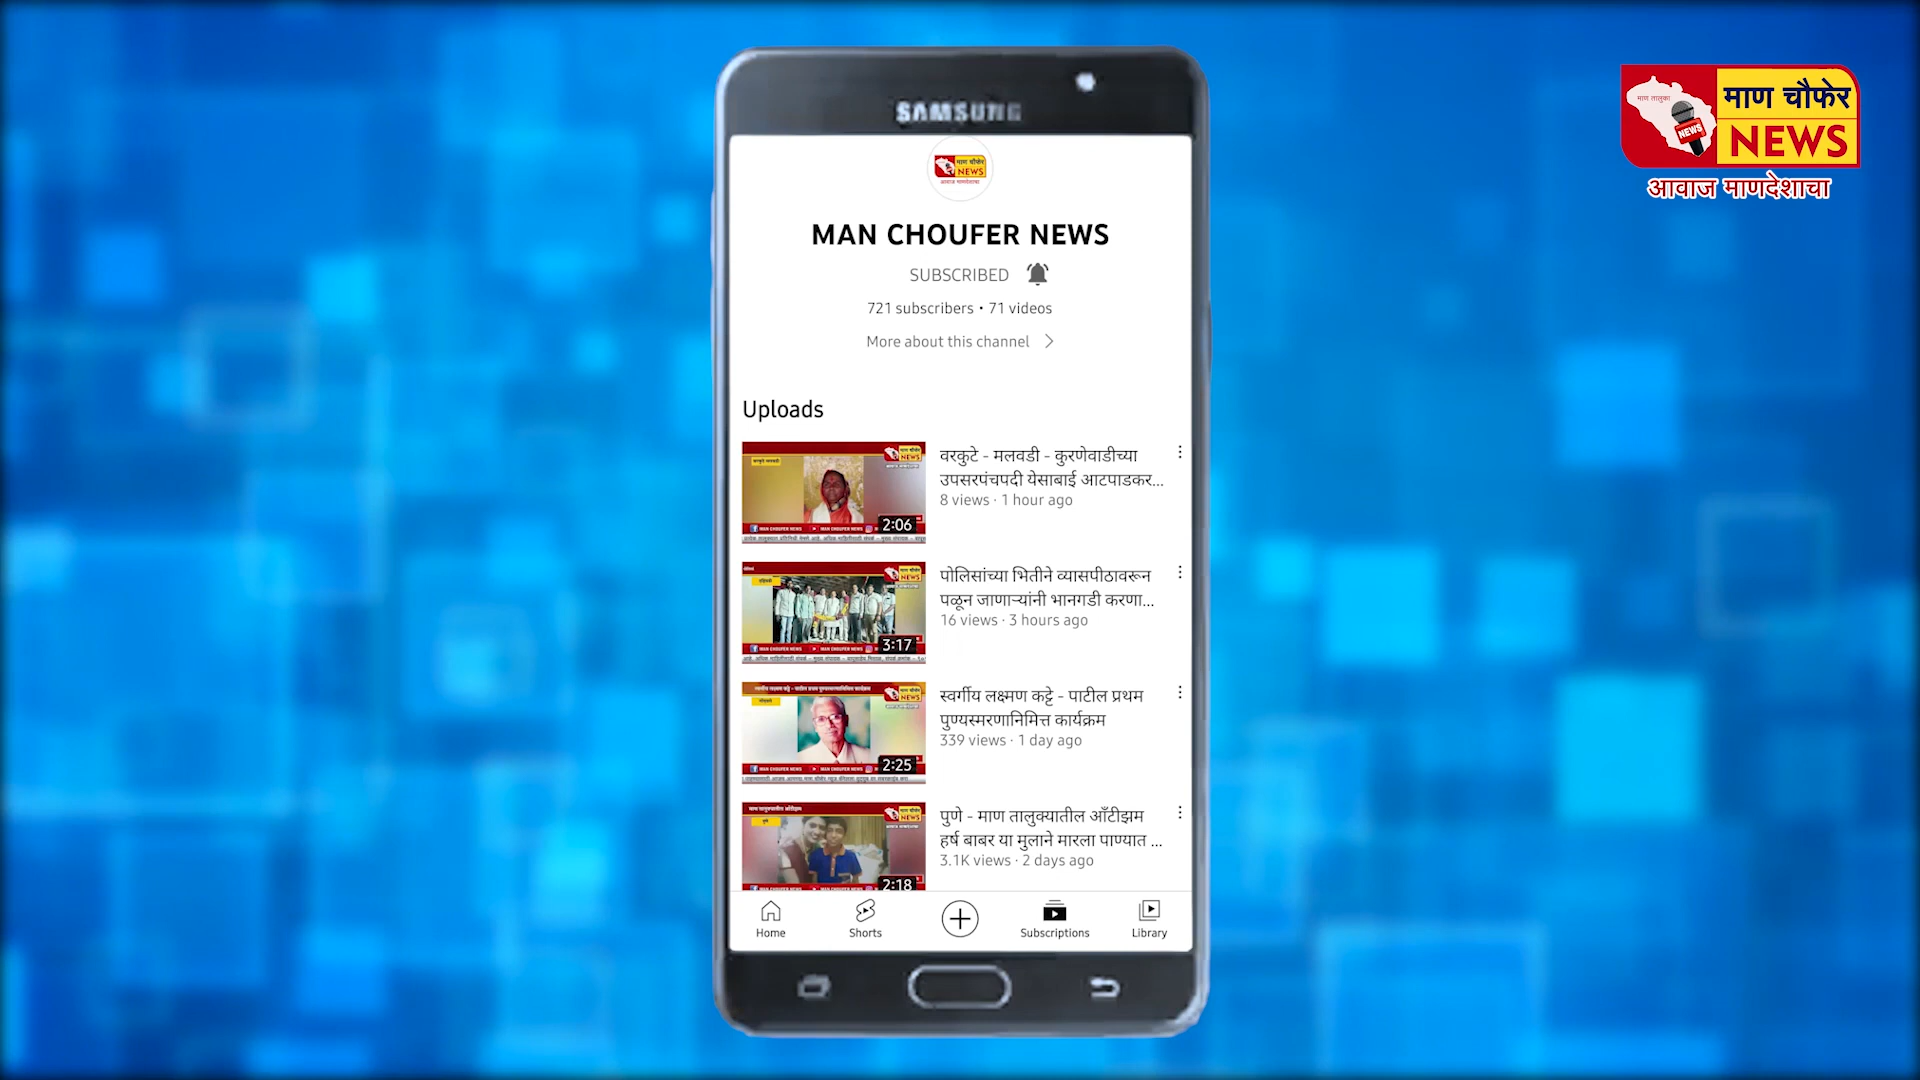 SAMSUNG
माण तालुका
माण चौफेर
NEWS
NEWS
आवाज माणदेशाचा
माण चौफेर
NEWS
MAN CHOUFER NEWS
SUBSCRIBED
721 subscribers • 71 videos
More about this channel
Uploads
2:06
वरकुटे - मलवडी - कुरणेवाडीच्या
उपसरपंचपदी येसाबाई आटपाडकर...
8 views · 1 hour ago
3:17
पोलिसांच्या भितीने व्यासपीठावरून
पळून जाणाऱ्यांनी भानगडी करणा...
16 views · 3 hours ago
2:25
स्वर्गीय लक्ष्मण कट्टे - पाटील प्रथम
पुण्यस्मरणानिमित्त कार्यक्रम
339 views · 1 day ago
2:18
पुणे - माण तालुक्यातील आँटीझम
हर्ष बाबर या मुलाने मारला पाण्यात ...
3.1K views · 2 days ago
Home
Shorts
Subscriptions
Library